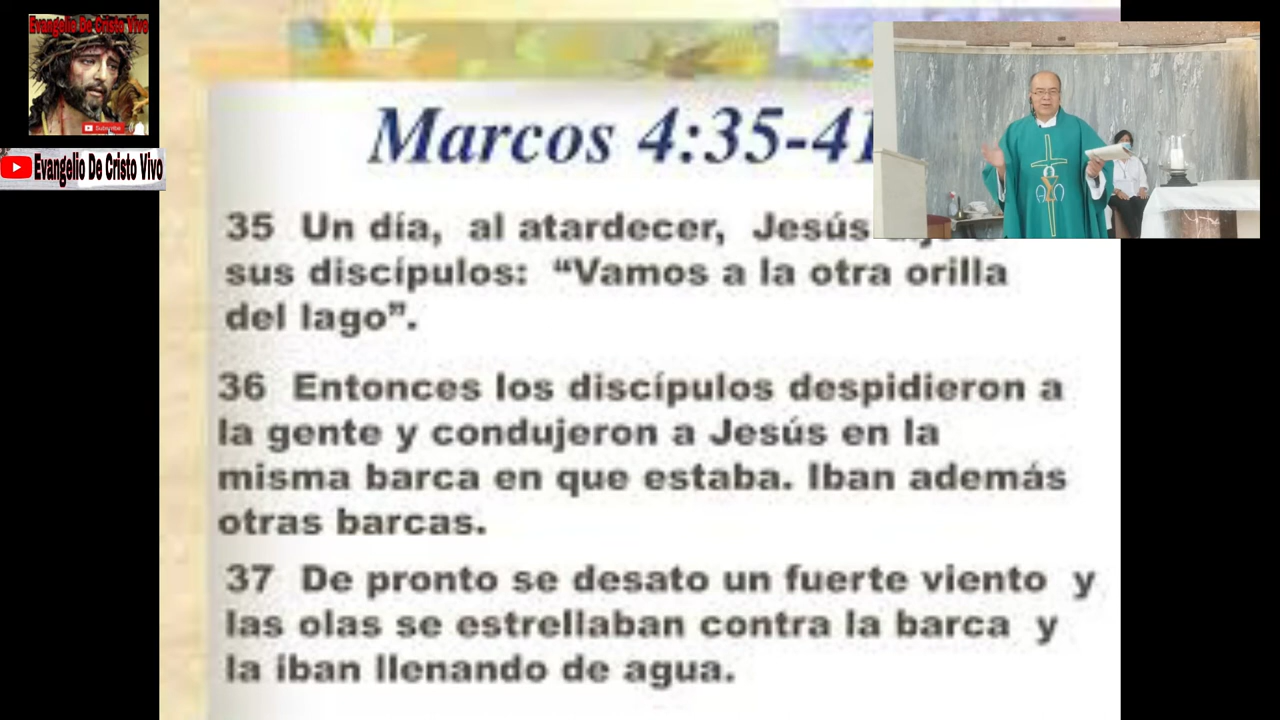 Evangelio De Cristo Vivo
Subscribe
Evangelio De Cristo Vivo
Marcos 4:35-41
35 Un día, al atardecer, Jesús
sus discípulos: “Vamos a la otra orilla
del lago”.
36 Entonces los discípulos despidieron a
la gente y condujeron a Jesús en la
misma barca en que estaba. Iban además
otras barcas.
37 De pronto se desato un fuerte viento y
las olas se estrellaban contra la barca y
la iban llenando de agua.